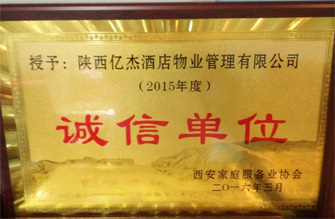 授予：陕西亿杰酒店物业管理有限公司
（2015年度）
诚信单位
西安家庭服务业协会
二〇一六年三月